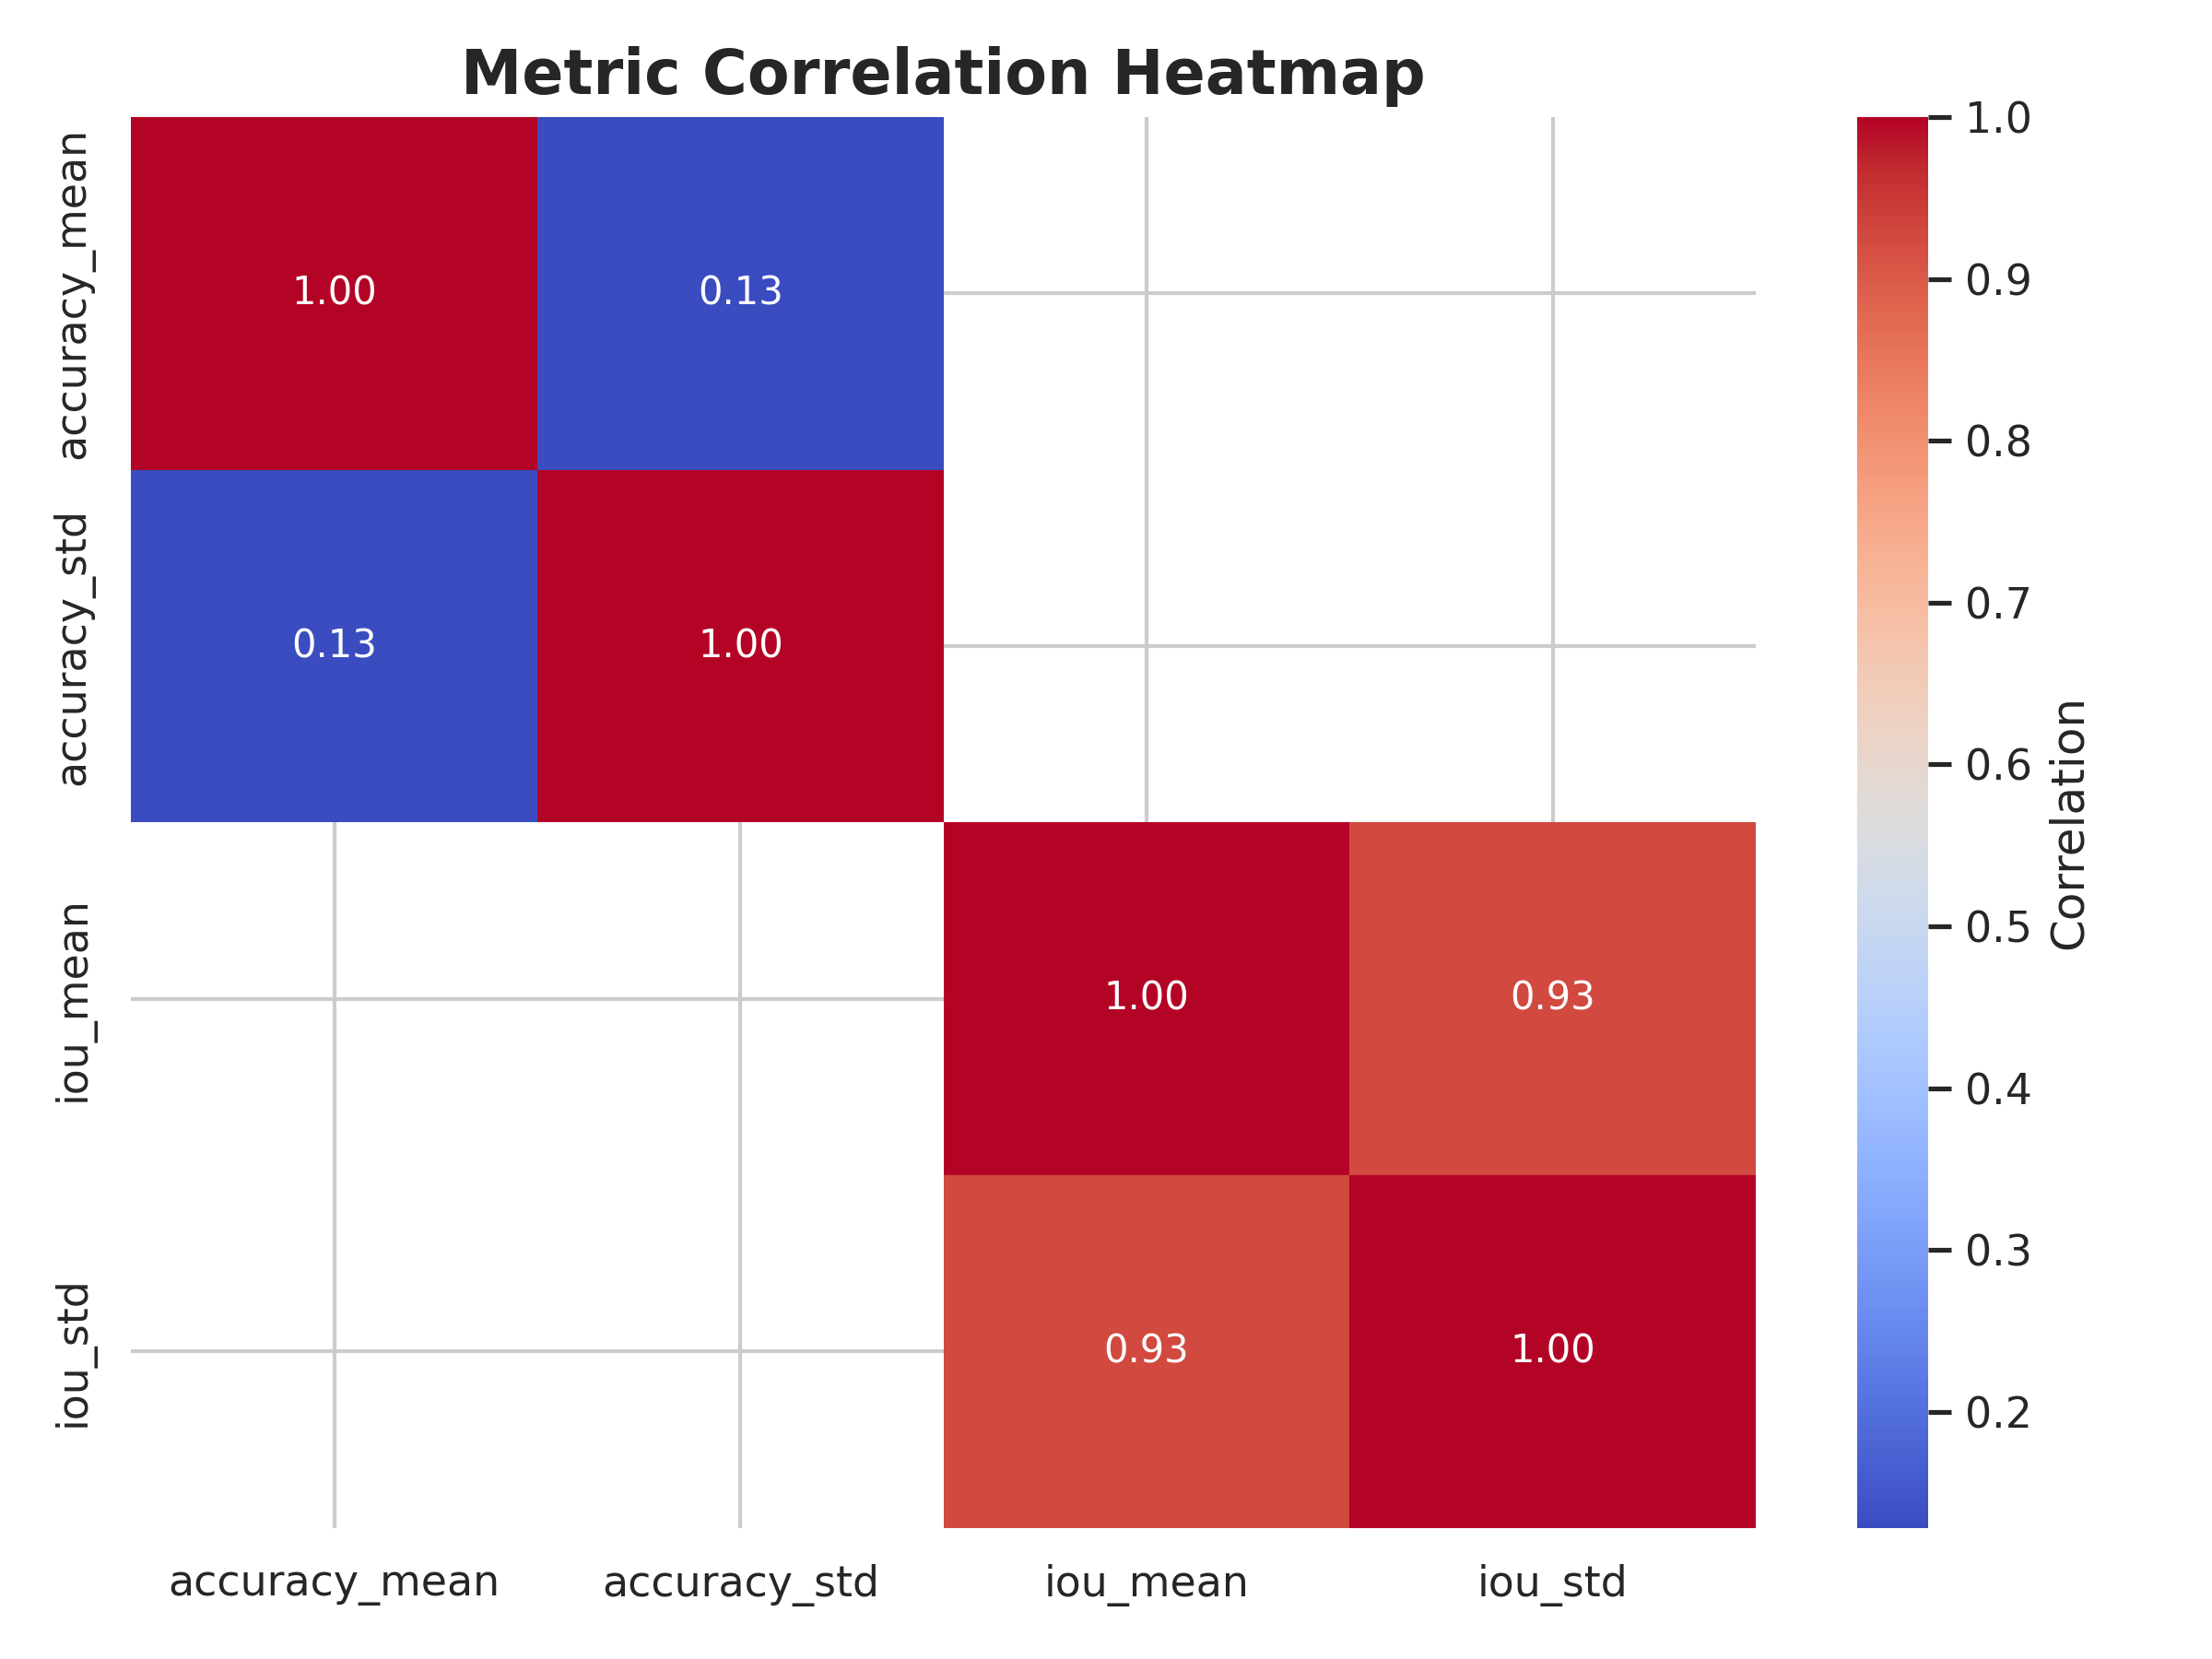 Metric Correlation Heatmap
accuracy_mean
accuracy_std
iou_mean
iou_std
1.00 0.13
0.13 1.00
1.00 0.93
0.93 1.00
accuracy_mean accuracy_std iou_mean iou_std
1.0
0.9
0.8
0.7
0.6
0.5
0.4
0.3
0.2
Correlation